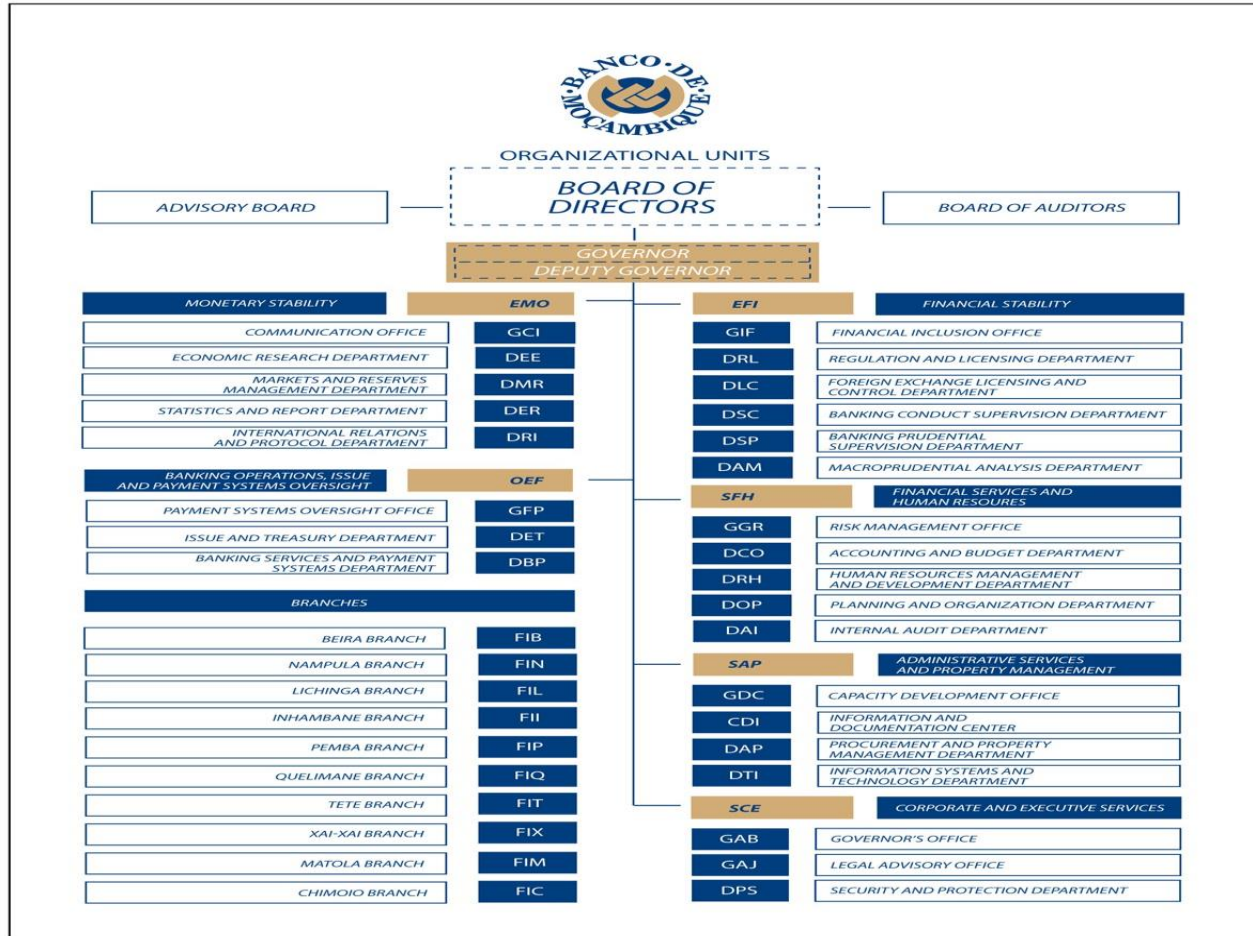 BANCO · DE · MOÇAMBIQUE
ORGANIZATIONAL UNITS
BOARD OF
DIRECTORS
ADVISORY BOARD
BOARD OF AUDITORS
GOVERNOR
DEPUTY GOVERNOR
MONETARY STABILITY EMO
COMMUNICATION OFFICE GCI
ECONOMIC RESEARCH DEPARTMENT DEE
MARKETS AND RESERVES
MANAGEMENT DEPARTMENT DMR
STATISTICS AND REPORT DEPARTMENT DER
INTERNATIONAL RELATIONS
AND PROTOCOL DEPARTMENT DRI
BANKING OPERATIONS, ISSUE
AND PAYMENT SYSTEMS OVERSIGHT OEF
PAYMENT SYSTEMS OVERSIGHT OFFICE GFP
ISSUE AND TREASURY DEPARTMENT DET
BANKING SERVICES AND PAYMENT
SYSTEMS DEPARTMENT DBP
BRANCHES
BEIRA BRANCH FIB
NAMPULA BRANCH FIN
LICHINGA BRANCH FIL
INHAMBANE BRANCH FII
PEMBA BRANCH FIP
QUELIMANE BRANCH FIQ
TETE BRANCH FIT
XAI-XAI BRANCH FIX
MATOLA BRANCH FIM
CHIMOIO BRANCH FIC
EFI FINANCIAL STABILITY
GIF FINANCIAL INCLUSION OFFICE
DRL REGULATION AND LICENSING DEPARTMENT
DLC FOREIGN EXCHANGE LICENSING AND
CONTROL DEPARTMENT
DSC BANKING CONDUCT SUPERVISION DEPARTMENT
DSP BANKING PRUDENTIAL
SUPERVISION DEPARTMENT
DAM MACROPRUDENTIAL ANALYSIS DEPARTMENT
SFH FINANCIAL SERVICES AND
HUMAN RESOURES
GGR RISK MANAGEMENT OFFICE
DCO ACCOUNTING AND BUDGET DEPARTMENT
DRH HUMAN RESOURCES MANAGEMENT
AND DEVELOPMENT DEPARTMENT
DOP PLANNING AND ORGANIZATION DEPARTMENT
DAI INTERNAL AUDIT DEPARTMENT
SAP ADMINISTRATIVE SERVICES
AND PROPERTY MANAGEMENT
GDC CAPACITY DEVELOPMENT OFFICE
CDI INFORMATION AND
DOCUMENTATION CENTER
DAP PROCUREMENT AND PROPERTY
MANAGEMENT DEPARTMENT
DTI INFORMATION SYSTEMS AND
TECHNOLOGY DEPARTMENT
SCE CORPORATE AND EXECUTIVE SERVICES
GAB GOVERNOR'S OFFICE
GAJ LEGAL ADVISORY OFFICE
DPS SECURITY AND PROTECTION DEPARTMENT